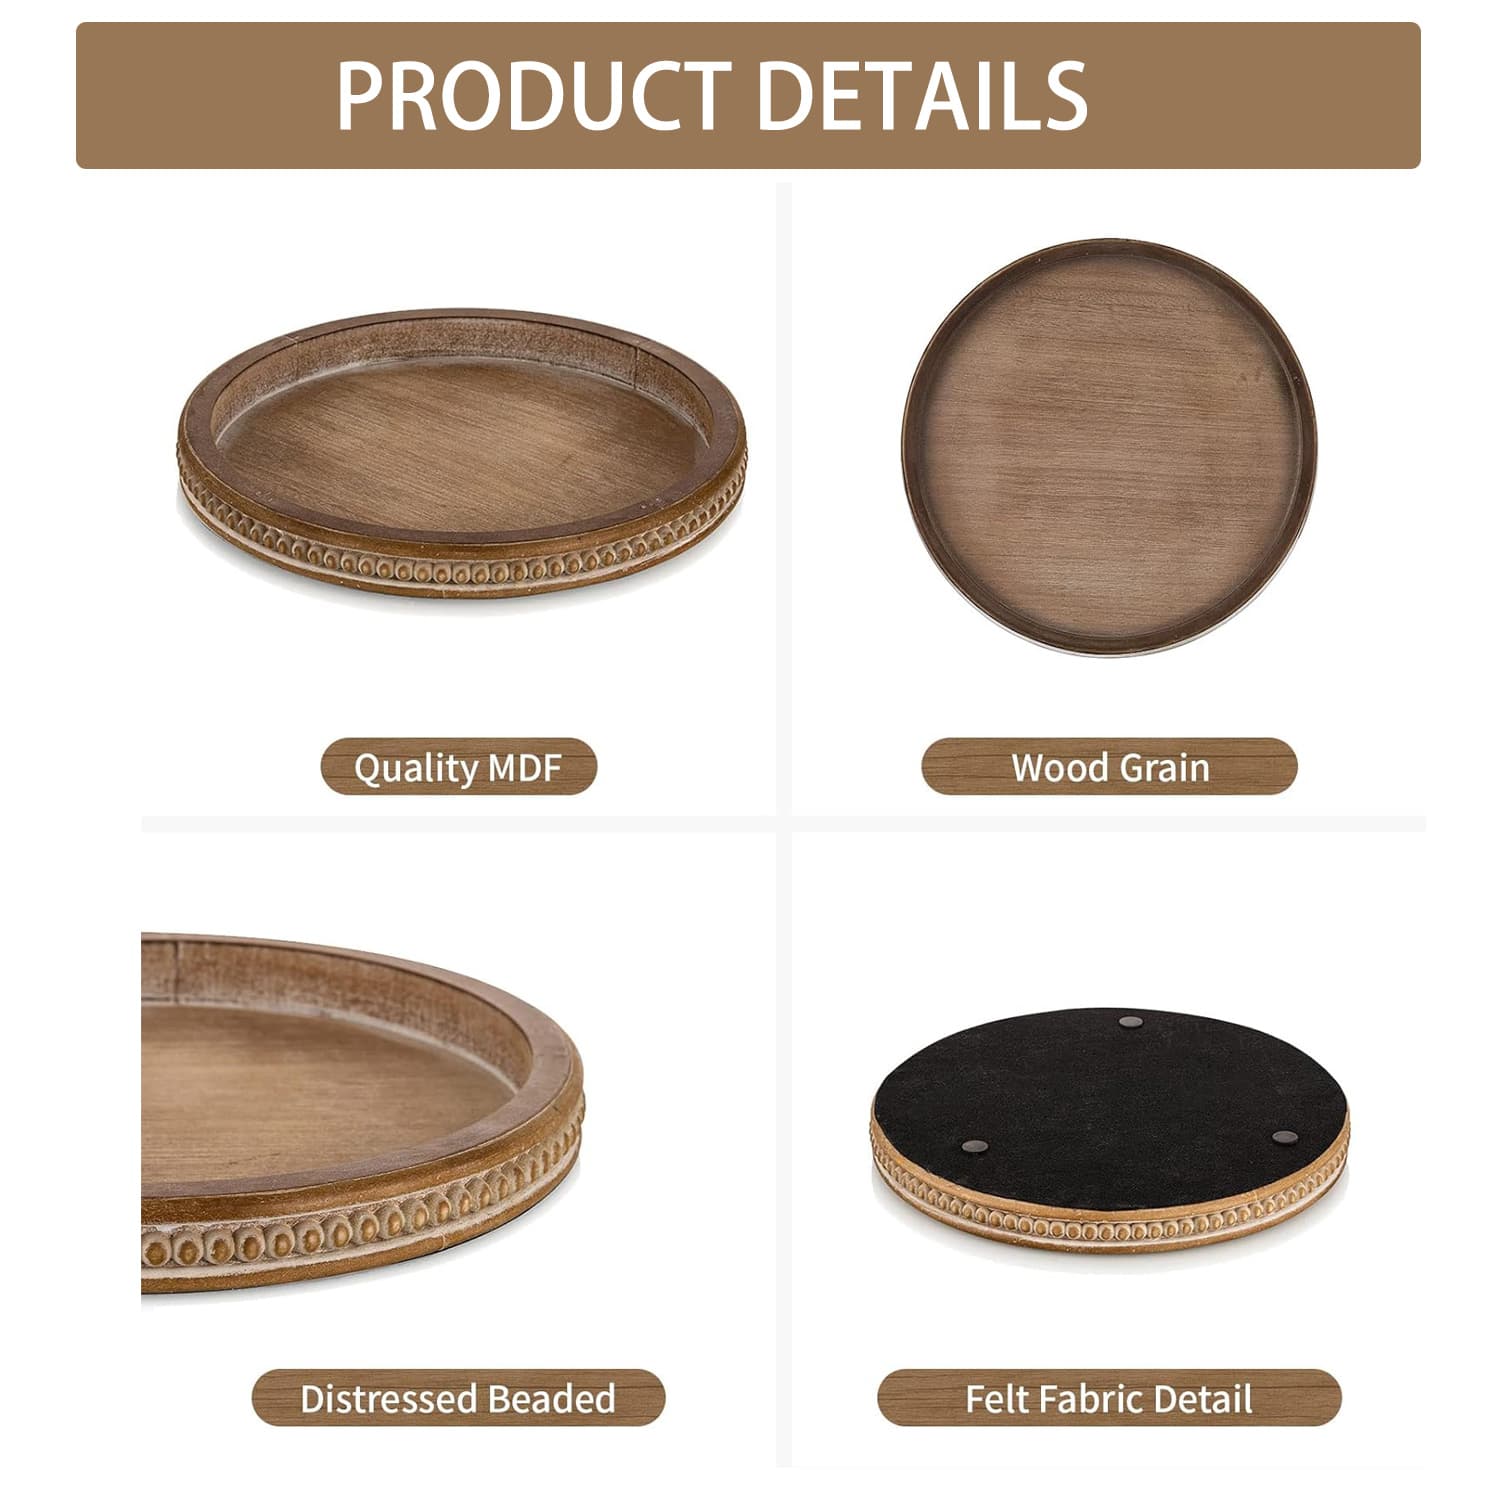 PRODUCT DETAILS
Quality MDF
Wood Grain
Distressed Beaded
Felt Fabric Detail